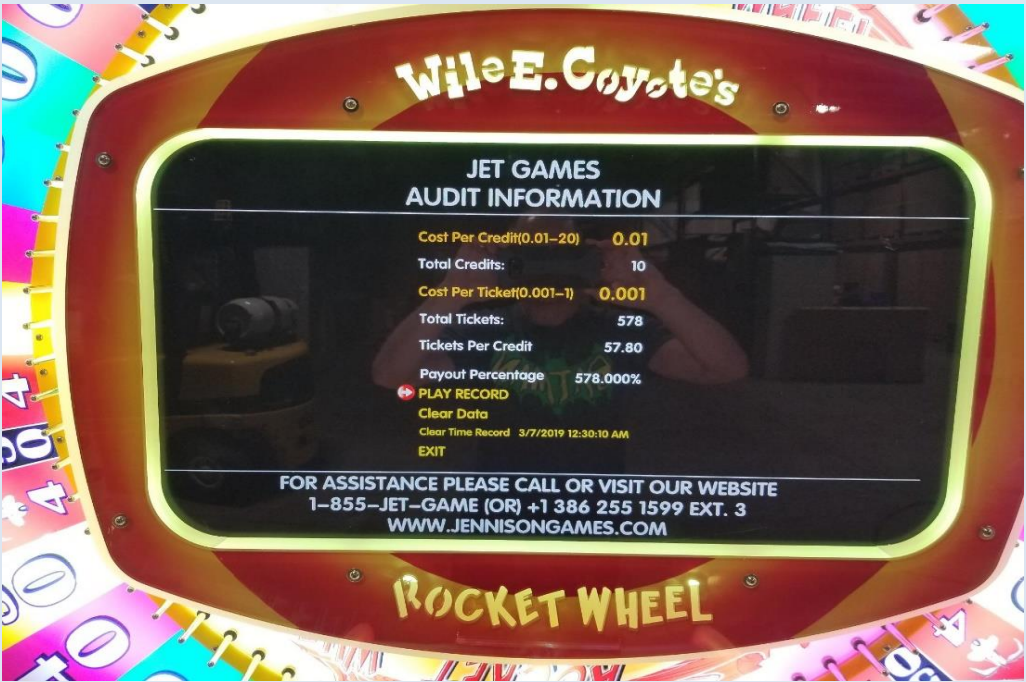 Wile E. Coyote's
JET GAMES
AUDIT INFORMATION
Cost Per Credit(0.01–20) 0.01
Total Credits: 10
Cost Per Ticket(0.001–1) 0.001
Total Tickets: 578
Tickets Per Credit 57.80
Payout Percentage 578.000%
PLAY RECORD
Clear Data
Clear Time Record 3/7/2019 12:30:10 AM
EXIT
FOR ASSISTANCE PLEASE CALL OR VISIT OUR WEBSITE
1–855–JET–GAME (OR) +1 386 255 1599 EXT. 3
WWW.JENNISONGAMES.COM
ROCKET WHEEL
4
4
40
4